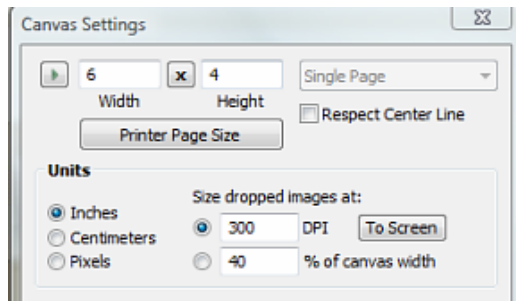 Canvas Settings
6 x 4 Single Page
Width Height
Respect Center Line
Printer Page Size
Units
Size dropped images at:
Inches
300 DPI To Screen
Centimeters
Pixels
40 % of canvas width